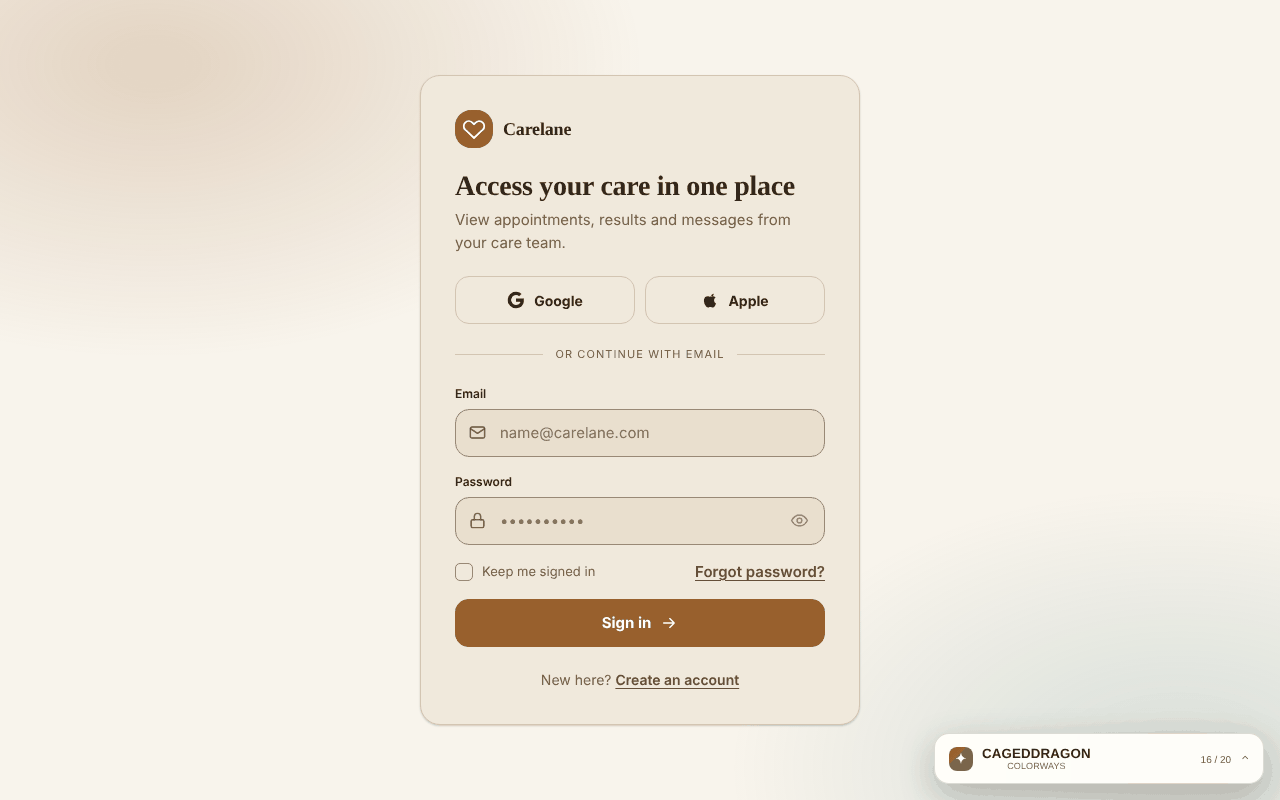 Carelane
Access your care in one place
View appointments, results and messages from
your care team.
Google
Apple
OR CONTINUE WITH EMAIL
Email
name@carelane.com
Password
••••••••••
Keep me signed in
Forgot password?
Sign in
New here? Create an account
CAGEDDRAGON
COLORWAYS
16 / 20